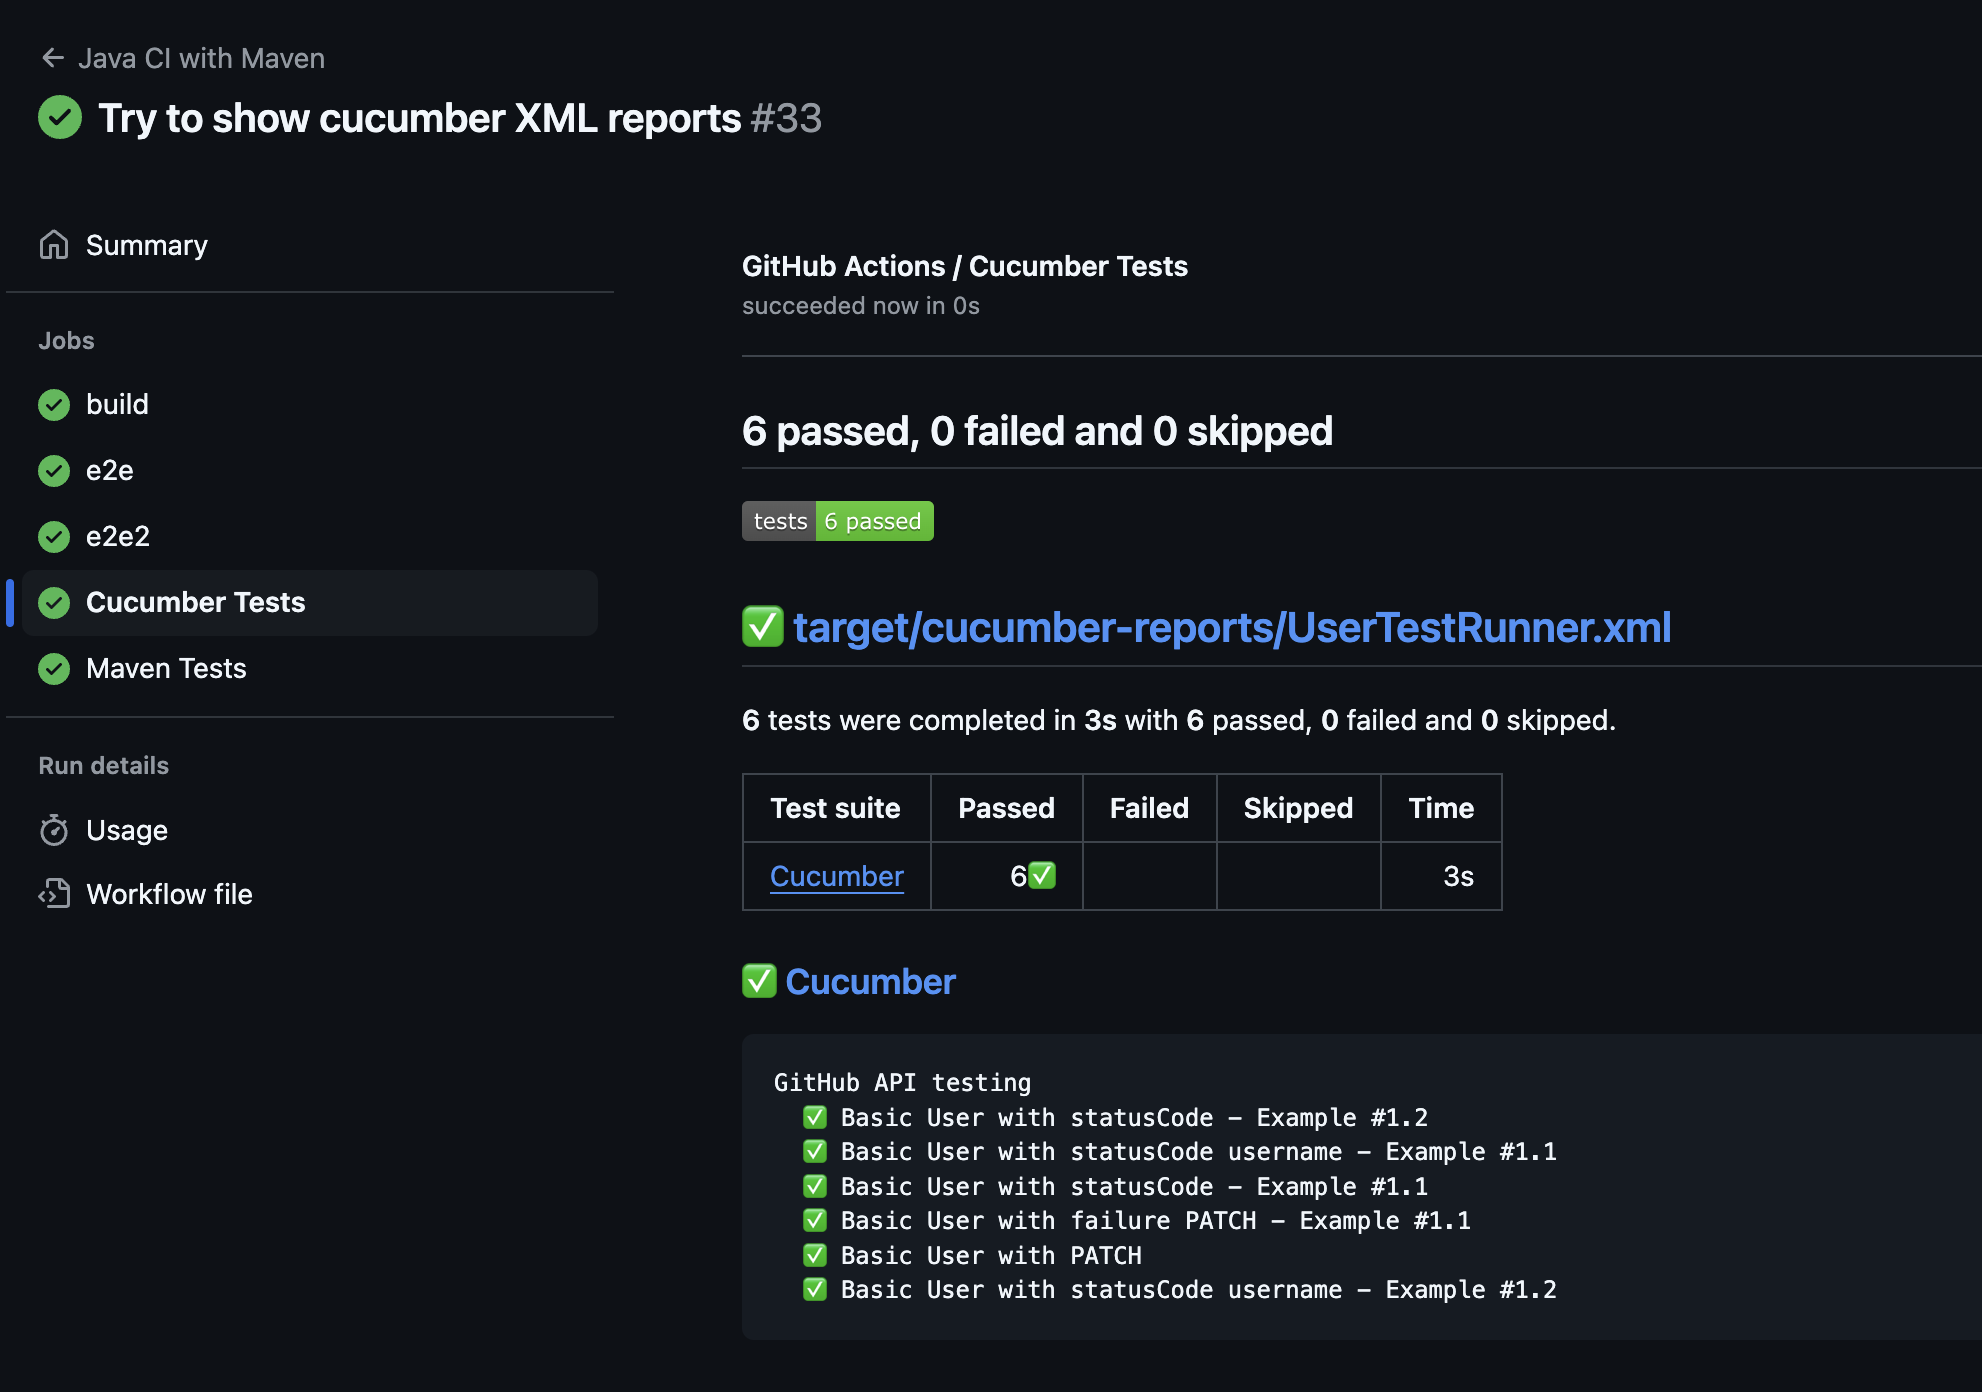 ← Java CI with Maven
Try to show cucumber XML reports #33
Summary
Jobs
build
e2e
e2e2
Cucumber Tests
Maven Tests
Run details
Usage
Workflow file
GitHub Actions / Cucumber Tests
succeeded now in 0s
6 passed, 0 failed and 0 skipped
tests 6 passed
✅ target/cucumber-reports/UserTestRunner.xml
6 tests were completed in 3s with 6 passed, 0 failed and 0 skipped.
Test suite Passed Failed Skipped Time
Cucumber 6✅ 3s
✅ Cucumber
GitHub API testing
✅ Basic User with statusCode – Example #1.2
✅ Basic User with statusCode username – Example #1.1
✅ Basic User with statusCode – Example #1.1
✅ Basic User with failure PATCH – Example #1.1
✅ Basic User with PATCH
✅ Basic User with statusCode username – Example #1.2